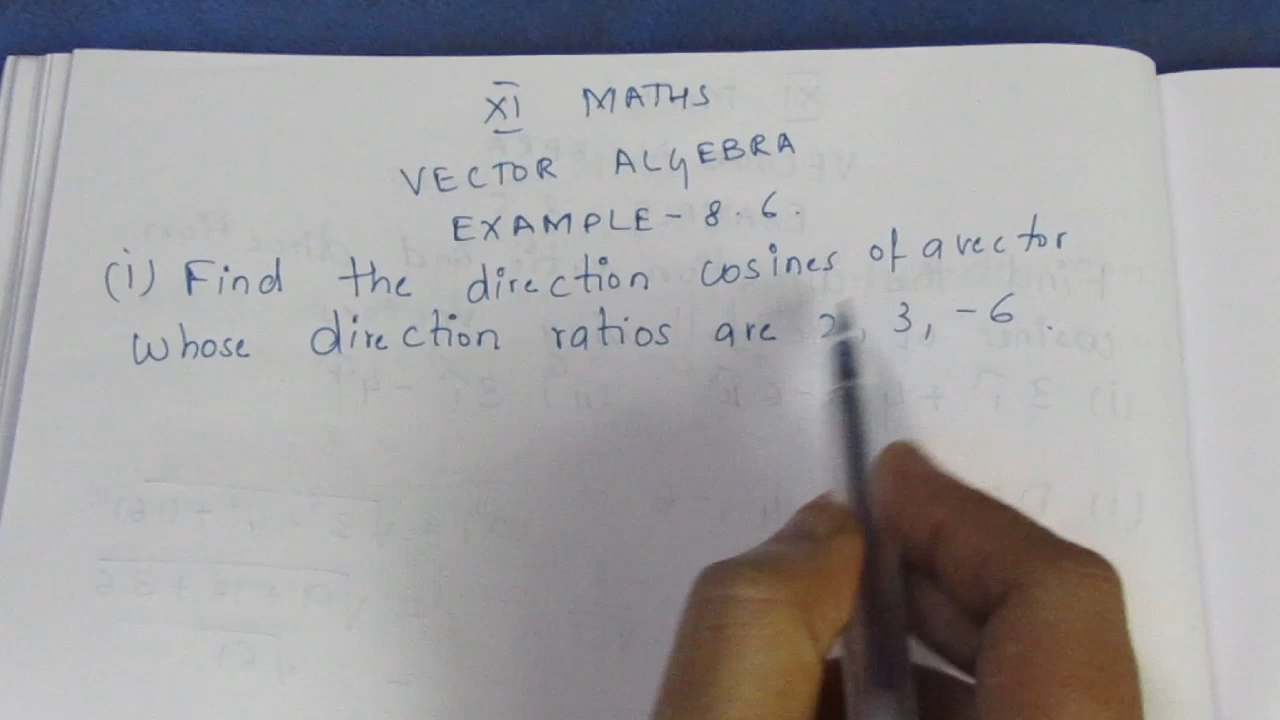 XI MATHS
VECTOR ALGEBRA
EXAMPLE - 8.6.
(i) Find the direction cosines of a vector
whose direction ratios are 2, 3, -6.